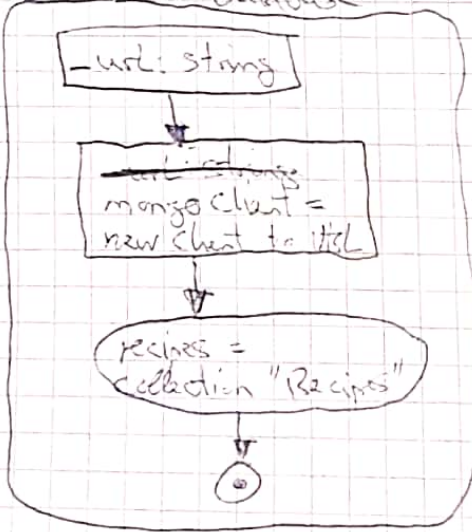 _url: string
mongoClient =
new Client to URL
recipes =
collection "Recipes"